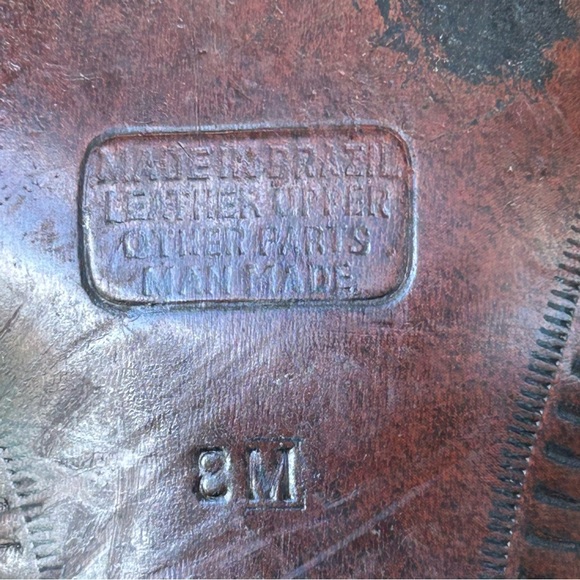 MADE IN BRAZIL
LEATHER UPPER
OTHER PARTS
MAN MADE
8M